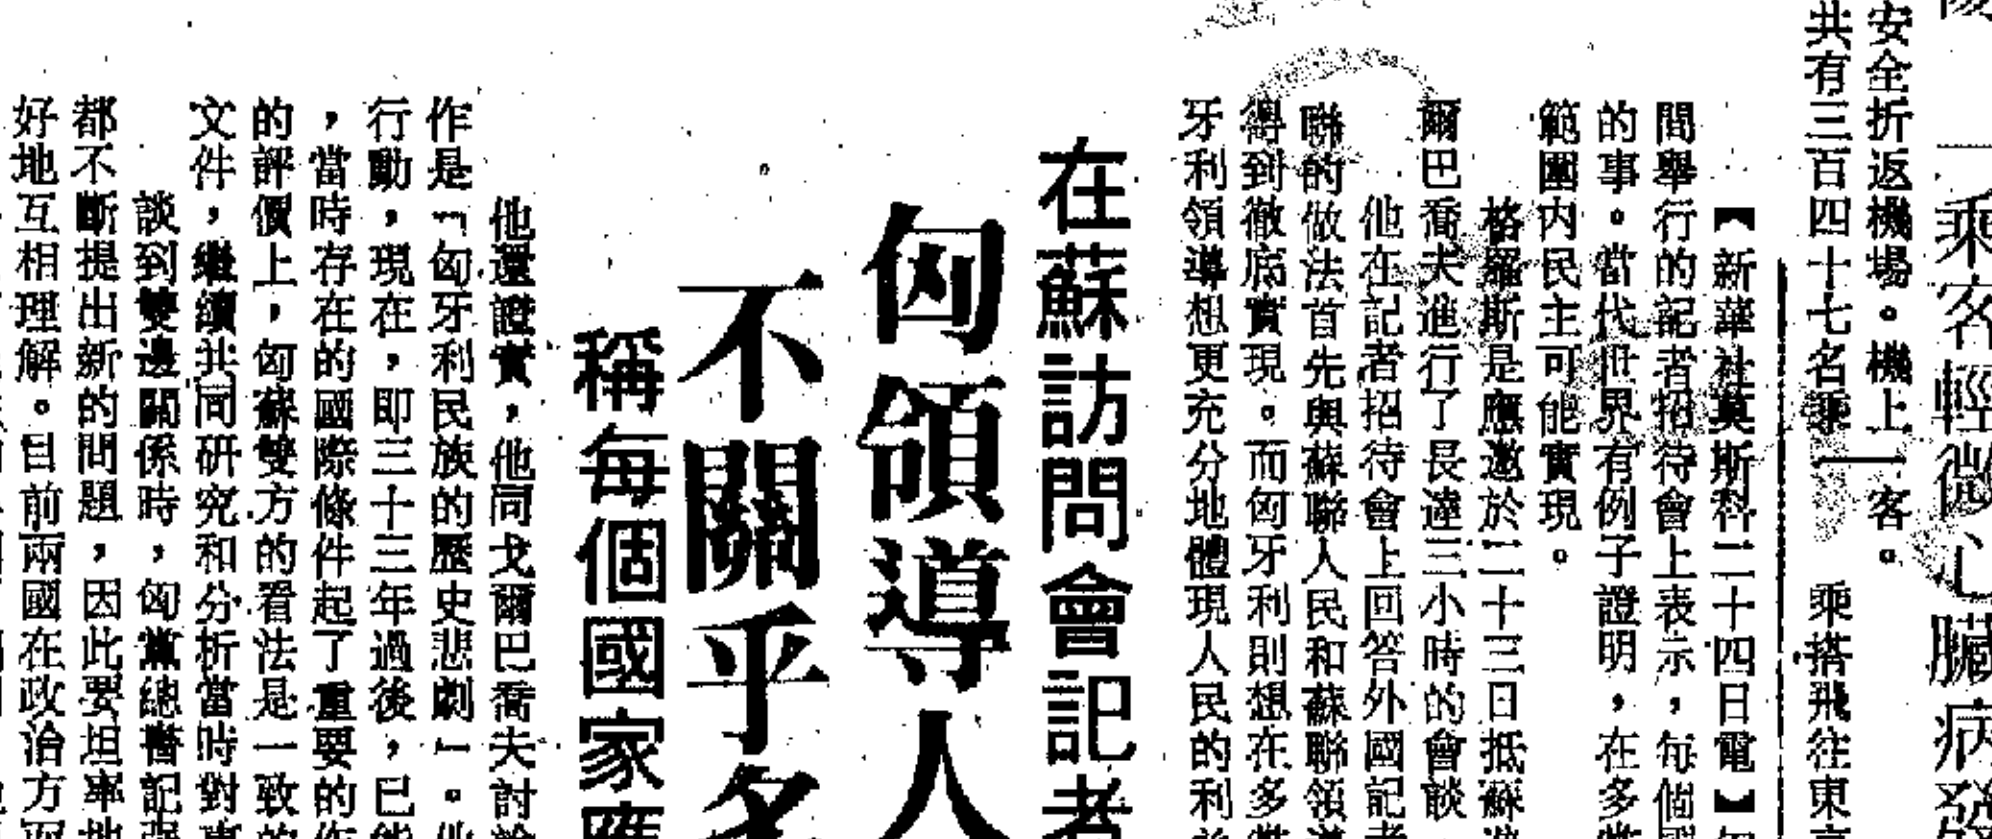 一乘客輕微心臟病發
安全折返機場。機上一客。
共有三百四十七名乘 乘搭飛往東
【新華社莫斯科二十四日電】
間舉行的記者招待會上表示，每個國
的事。當代世界有例子證明，在多黨
範圍內民主可能實現。
格羅斯是應邀於二十三日抵蘇進
爾巴喬夫進行了長達三小時的會談，
他在記者招待會上回答外國記者
聯的做法首先與蘇聯人民和蘇聯領導
得到徹底實現。而匈牙利則想在多黨
牙利領導想更充分地體現人民的利
在蘇訪問會記者
匈領導人
不關乎多
稱每個國家應
他還證實，他同戈爾巴喬夫討論
作是「匈牙利民族的歷史悲劇」。他
行動，現在，即三十三年過後，已能
，當時存在的國際條件起了重要的作
的評價上，匈蘇雙方的看法是一致的
文件，繼續共同研究和分析當時對事
談到雙邊關係時，匈黨總書記強
都不斷提出新的問題，因此要坦率地
好地互相理解。目前兩國在政治方面